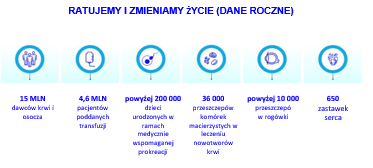 RATUJEMY I ZMIENIAMY ŻYCIE (DANE ROCZNE)
15 MLN
dawców krwi i
osocza
4,6 MLN
pacjentów
poddanych
transfuzji
powyżej 200 000
dzieci
urodzonych w
ramach
medycznie
wspomaganej
prokreacji
36 000
przeszczepów
komórek
macierzystych w
leczeniu
nowotworów
krwi
powyżej 10 000
przeszczepó
w rogówki
650
zastawek
serca